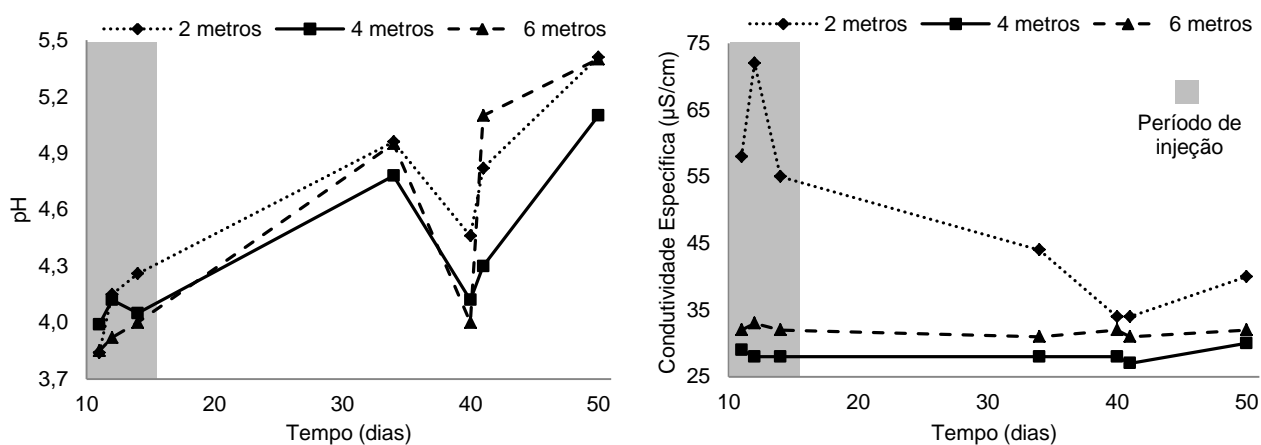 2 metros 4 metros 6 metros
5,5
5,2
4,9
4,6
4,3
4,0
3,7
pH
10 20 30 40 50
Tempo (dias)
2 metros 4 metros 6 metros
75
65
55
45
35
25
Condutividade Específica (µS/cm)
Período de
injeção
10 20 30 40 50
Tempo (dias)